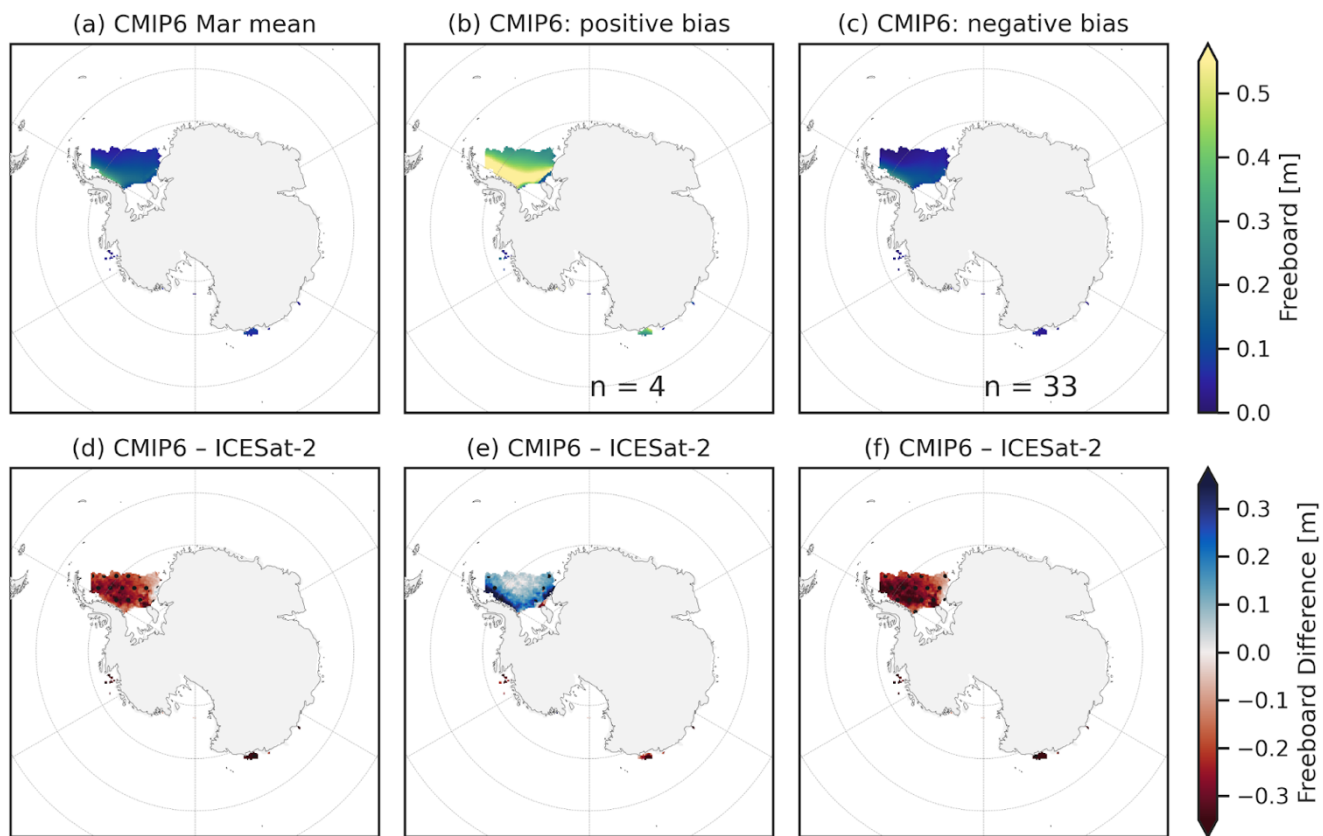 (a) CMIP6 Mar mean
(b) CMIP6: positive bias
(c) CMIP6: negative bias
n = 4
n = 33
0.5
0.4
0.3
0.2
0.1
0.0
Freeboard [m]
(d) CMIP6 – ICESat-2
(e) CMIP6 – ICESat-2
(f) CMIP6 – ICESat-2
0.3
0.2
0.1
0.0
−0.1
−0.2
−0.3
Freeboard Difference [m]